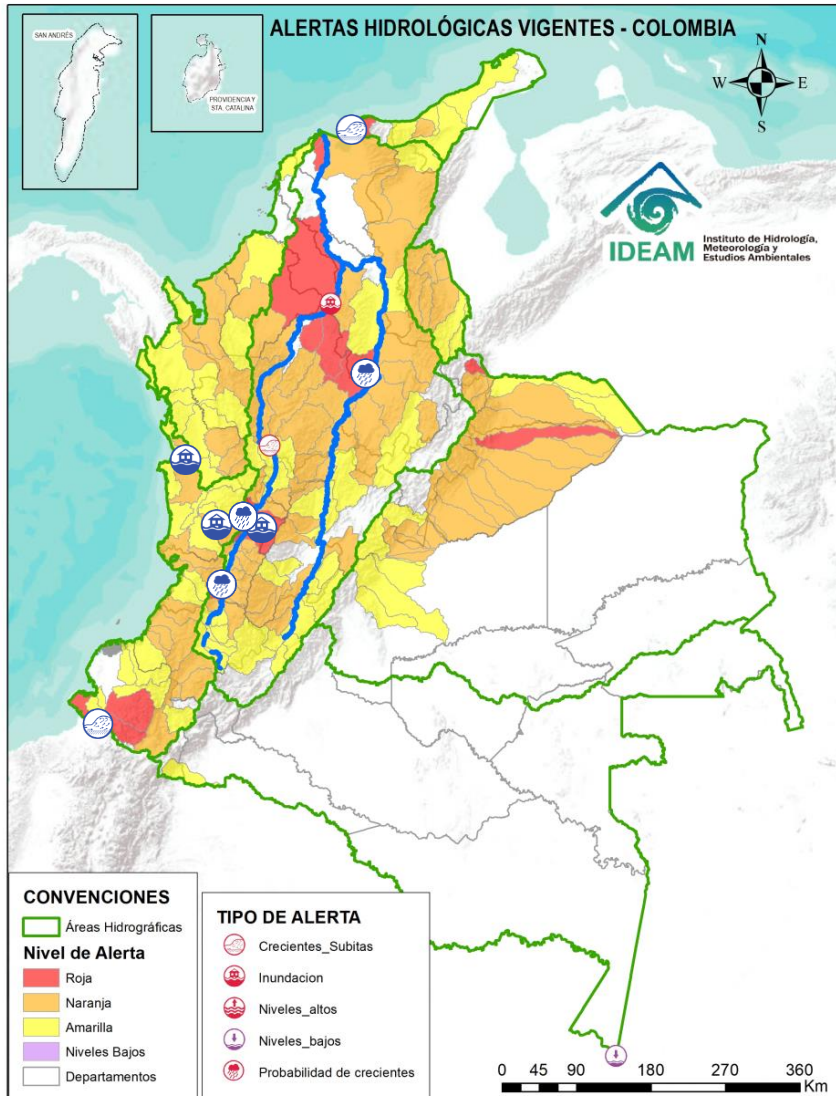 ALERTAS HIDROLÓGICAS VIGENTES - COLOMBIA
SAN ANDRÉS
PROVIDENCIA Y
STA. CATALINA
N
W
E
S
IDEAM
Instituto de Hidrología,
Meteorología y
Estudios Ambientales
CONVENCIONES
Áreas Hidrográficas
Nivel de Alerta
Roja
Naranja
Amarilla
Niveles Bajos
Departamentos
TIPO DE ALERTA
Crecientes_Subitas
Inundacion
Niveles_altos
Niveles_bajos
Probabilidad de crecientes
0 45 90 180 270 360
Km